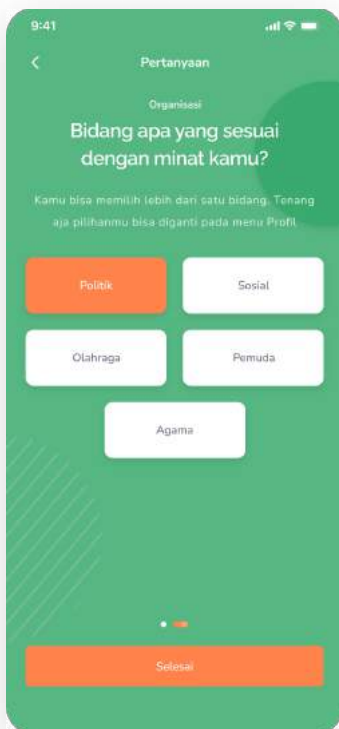 9:41
Pertanyaan
Organisasi
Bidang apa yang sesuai
dengan minat kamu?
Kamu bisa memilih lebih dari satu bidang. Tenang
aja pilihanmu bisa diganti pada menu Profil
Politik
Sosial
Olahraga
Pemuda
Agama
Selesai